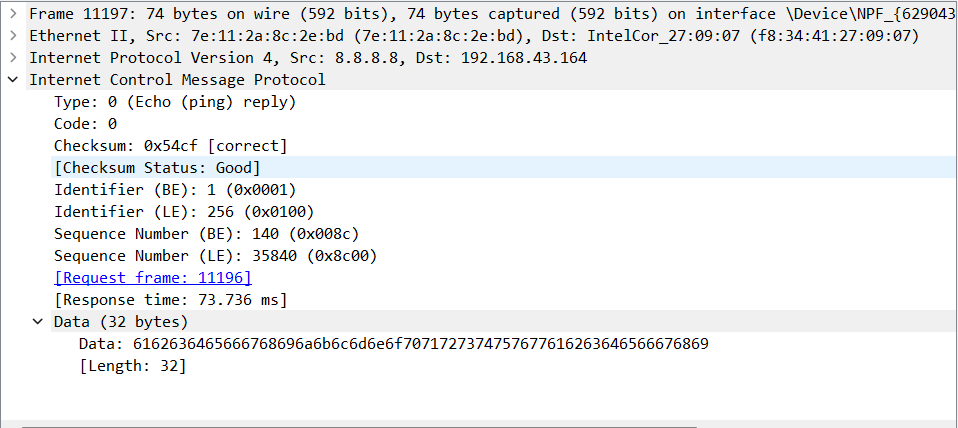 Frame 11197: 74 bytes on wire (592 bits), 74 bytes captured (592 bits) on interface \Device\NPF_{629043
Ethernet II, Src: 7e:11:2a:8c:2e:bd (7e:11:2a:8c:2e:bd), Dst: IntelCor_27:09:07 (f8:34:41:27:09:07)
Internet Protocol Version 4, Src: 8.8.8.8, Dst: 192.168.43.164
Internet Control Message Protocol
Type: 0 (Echo (ping) reply)
Code: 0
Checksum: 0x54cf [correct]
[Checksum Status: Good]
Identifier (BE): 1 (0x0001)
Identifier (LE): 256 (0x0100)
Sequence Number (BE): 140 (0x008c)
Sequence Number (LE): 35840 (0x8c00)
[Request frame: 11196]
[Response time: 73.736 ms]
Data (32 bytes)
Data: 6162636465666768696a6b6c6d6e6f7071727374757677616263646566676869
[Length: 32]